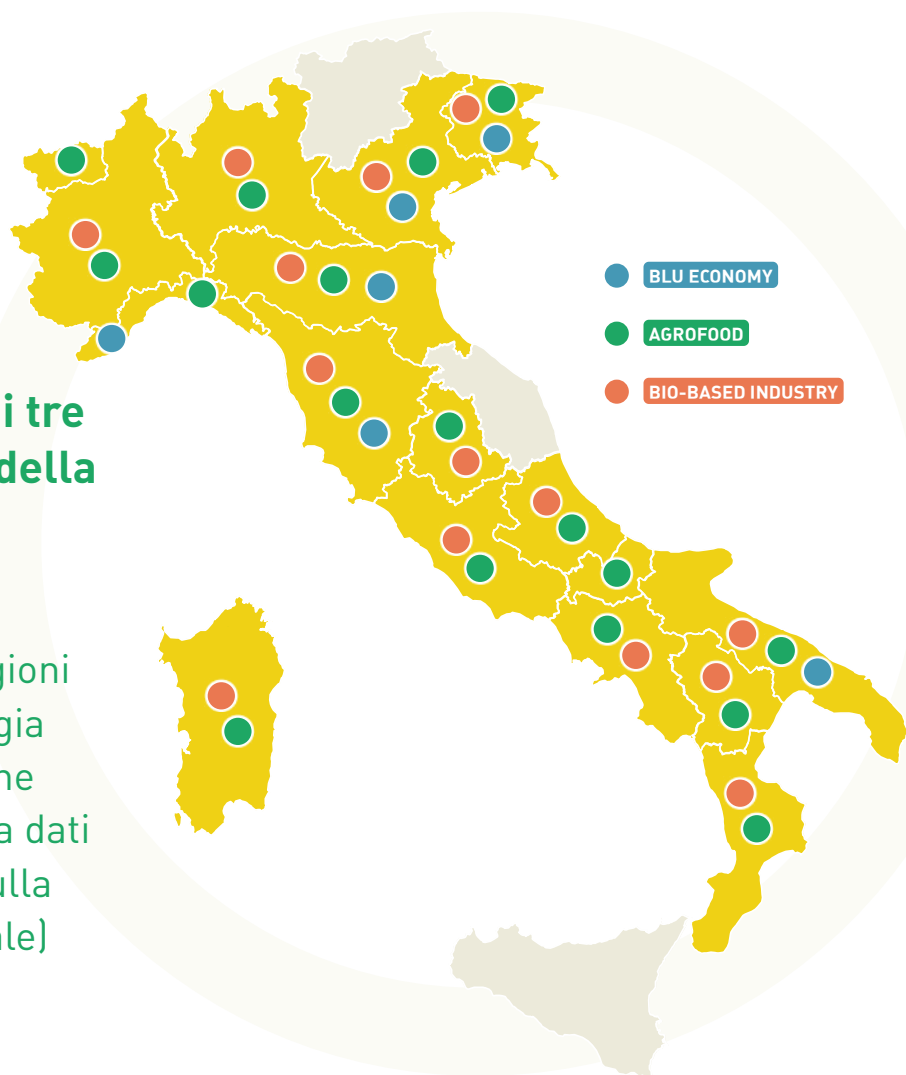 i tre
della
gioni
gia
ne
a dati
ulla
ale)
BLU ECONOMY
AGROFOOD
BIO-BASED INDUSTRY